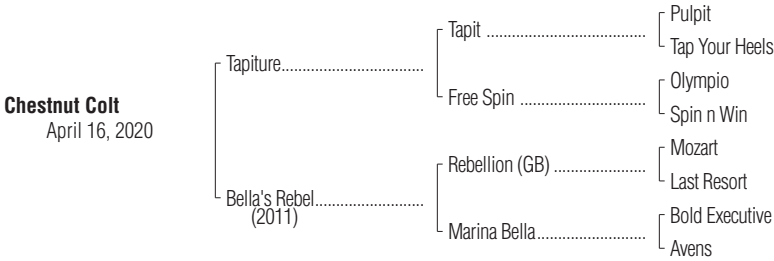 Chestnut Colt
April 16, 2020
Tapiture
Bella's Rebel
(2011)
Tapit
Free Spin
Rebellion (GB)
Marina Bella
Pulpit
Tap Your Heels
Olympio
Spin n Win
Mozart
Last Resort
Bold Executive
Avens